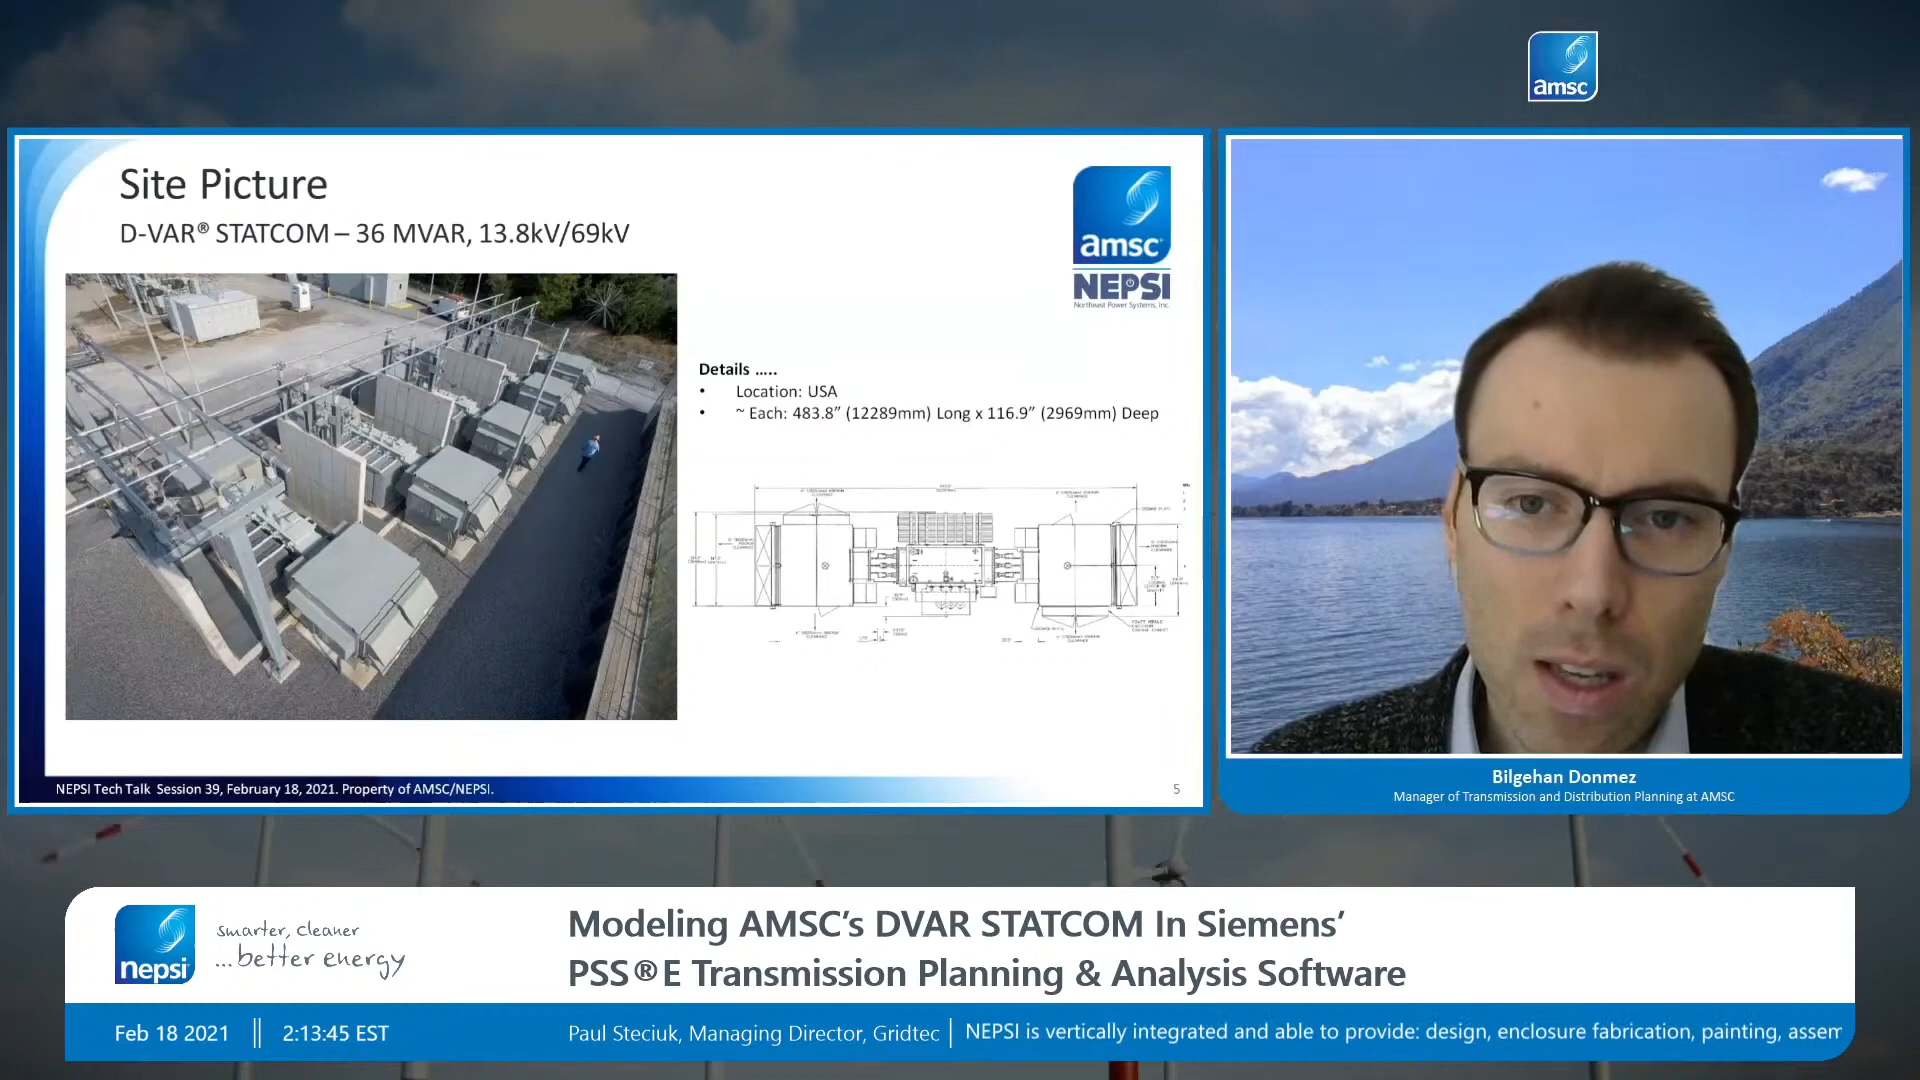 amsc
Site Picture
D-VAR® STATCOM – 36 MVAR, 13.8kV/69kV
amsc
NEPSI
Northeast Power Systems, Inc.
Details .....
• Location: USA
• ~ Each: 483.8” (12289mm) Long x 116.9” (2969mm) Deep
NEPSI Tech Talk Session 39, February 18, 2021. Property of AMSC/NEPSI.
5
Bilgehan Donmez
Manager of Transmission and Distribution Planning at AMSC
nepsi
smarter, cleaner
...better energy
Modeling AMSC’s DVAR STATCOM In Siemens’
PSS®E Transmission Planning & Analysis Software
Feb 18 2021 || 2:13:45 EST
Paul Steciuk, Managing Director, Gridtec | NEPSI is vertically integrated and able to provide: design, enclosure fabrication, painting, assem